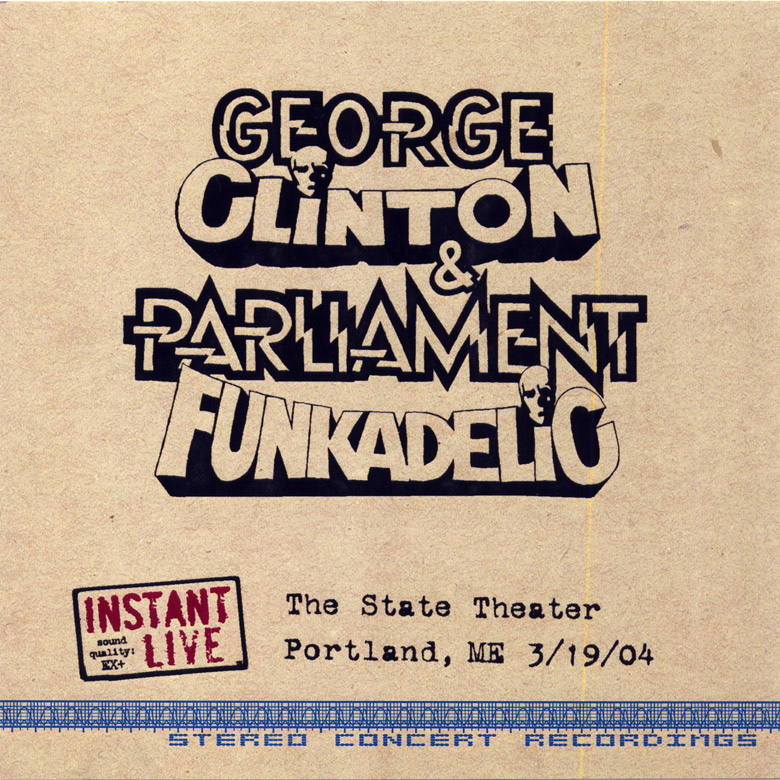 GEORGE
CLINTON
&
PARLIAMENT
FUNKADELIC
INSTANT
LIVE
sound
quality:
EX+
The State Theater
Portland, ME 3/19/04
STEREO CONCERT RECORDINGS